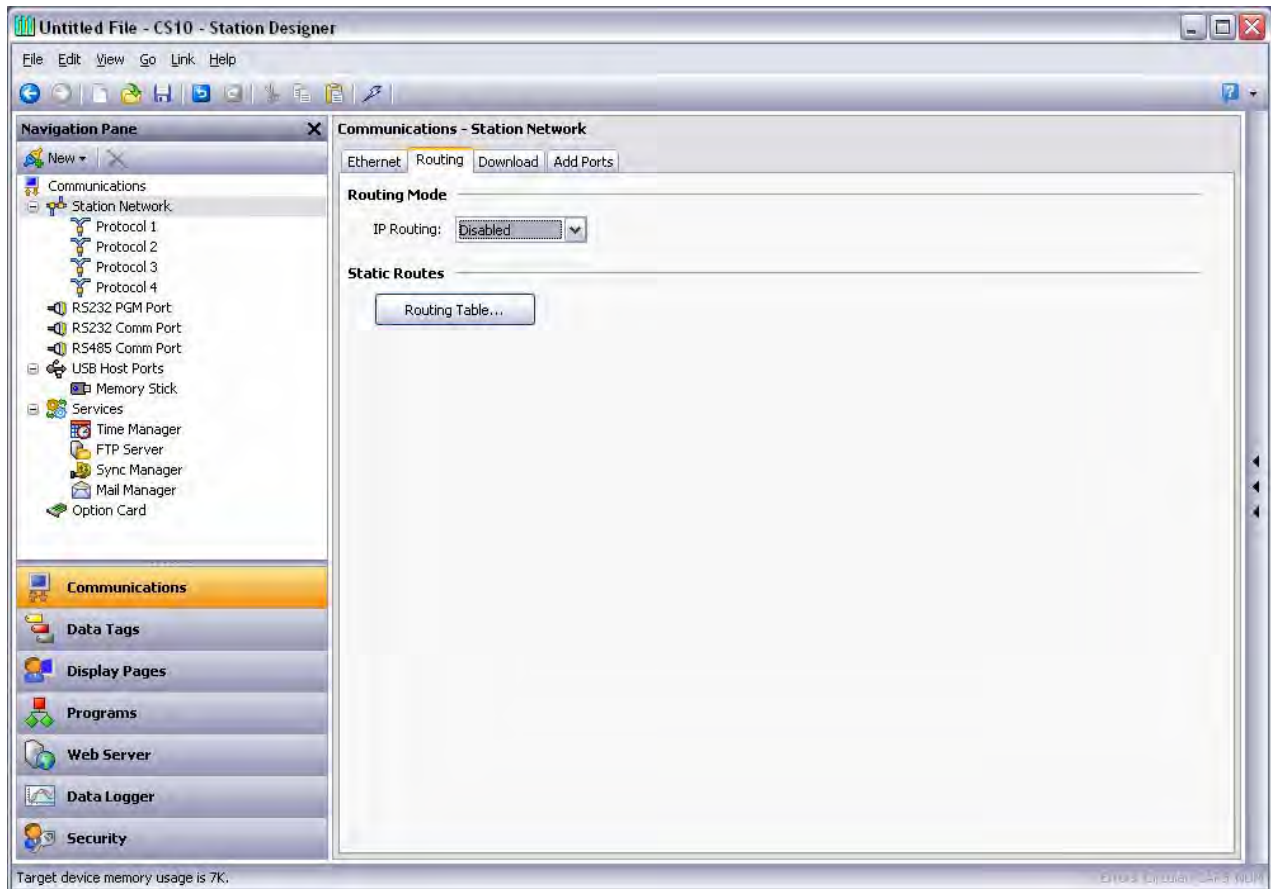 Untitled File - CS10 - Station Designer
File Edit View Go Link Help
Navigation Pane
New
Communications
Station Network
Protocol 1
Protocol 2
Protocol 3
Protocol 4
RS232 PGM Port
RS232 Comm Port
RS485 Comm Port
USB Host Ports
Memory Stick
Services
Time Manager
FTP Server
Sync Manager
Mail Manager
Option Card
Communications
Data Tags
Display Pages
Programs
Web Server
Data Logger
Security
Communications - Station Network
Ethernet Routing Download Add Ports
Routing Mode
IP Routing: Disabled
Static Routes
Routing Table...
Target device memory usage is 7K.